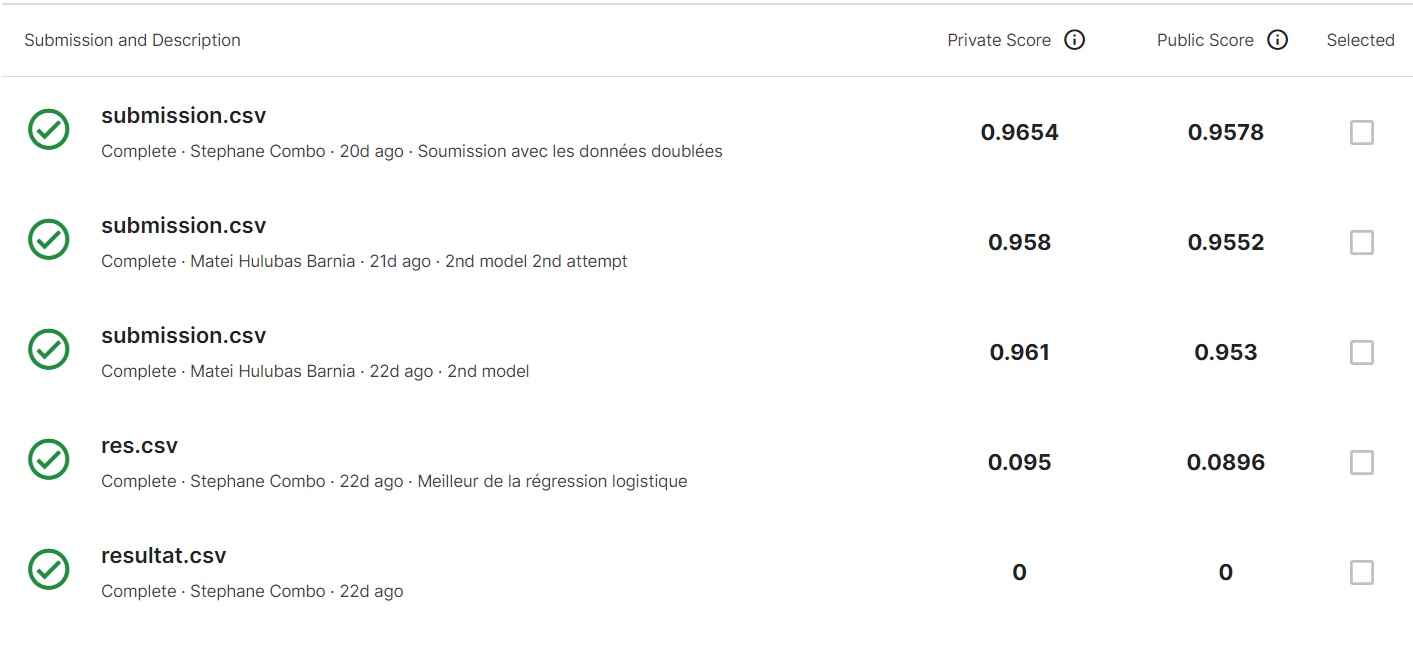 Submission and Description Private Score Public Score Selected
submission.csv
Complete · Stephane Combo · 20d ago · Soumission avec les données doublées
0.9654 0.9578
submission.csv
Complete · Matei Hulubas Barnia · 21d ago · 2nd model 2nd attempt
0.958 0.9552
submission.csv
Complete · Matei Hulubas Barnia · 22d ago · 2nd model
0.961 0.953
res.csv
Complete · Stephane Combo · 22d ago · Meilleur de la régression logistique
0.095 0.0896
resultat.csv
Complete · Stephane Combo · 22d ago
0 0